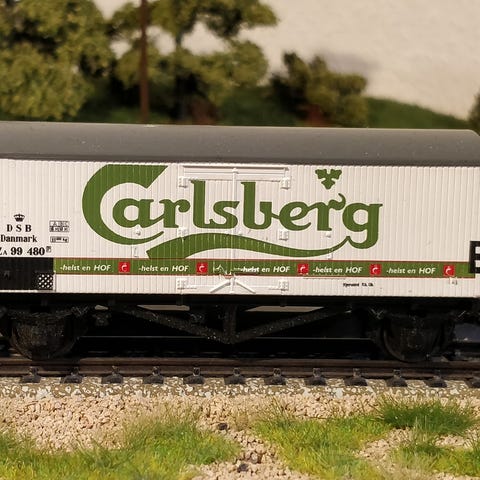 Carlsberg
DSB
Danmark
ZA 99 480 P
-helst en HOF -helst en HOF -helst en HOF -helst en HOF -helst en HOF